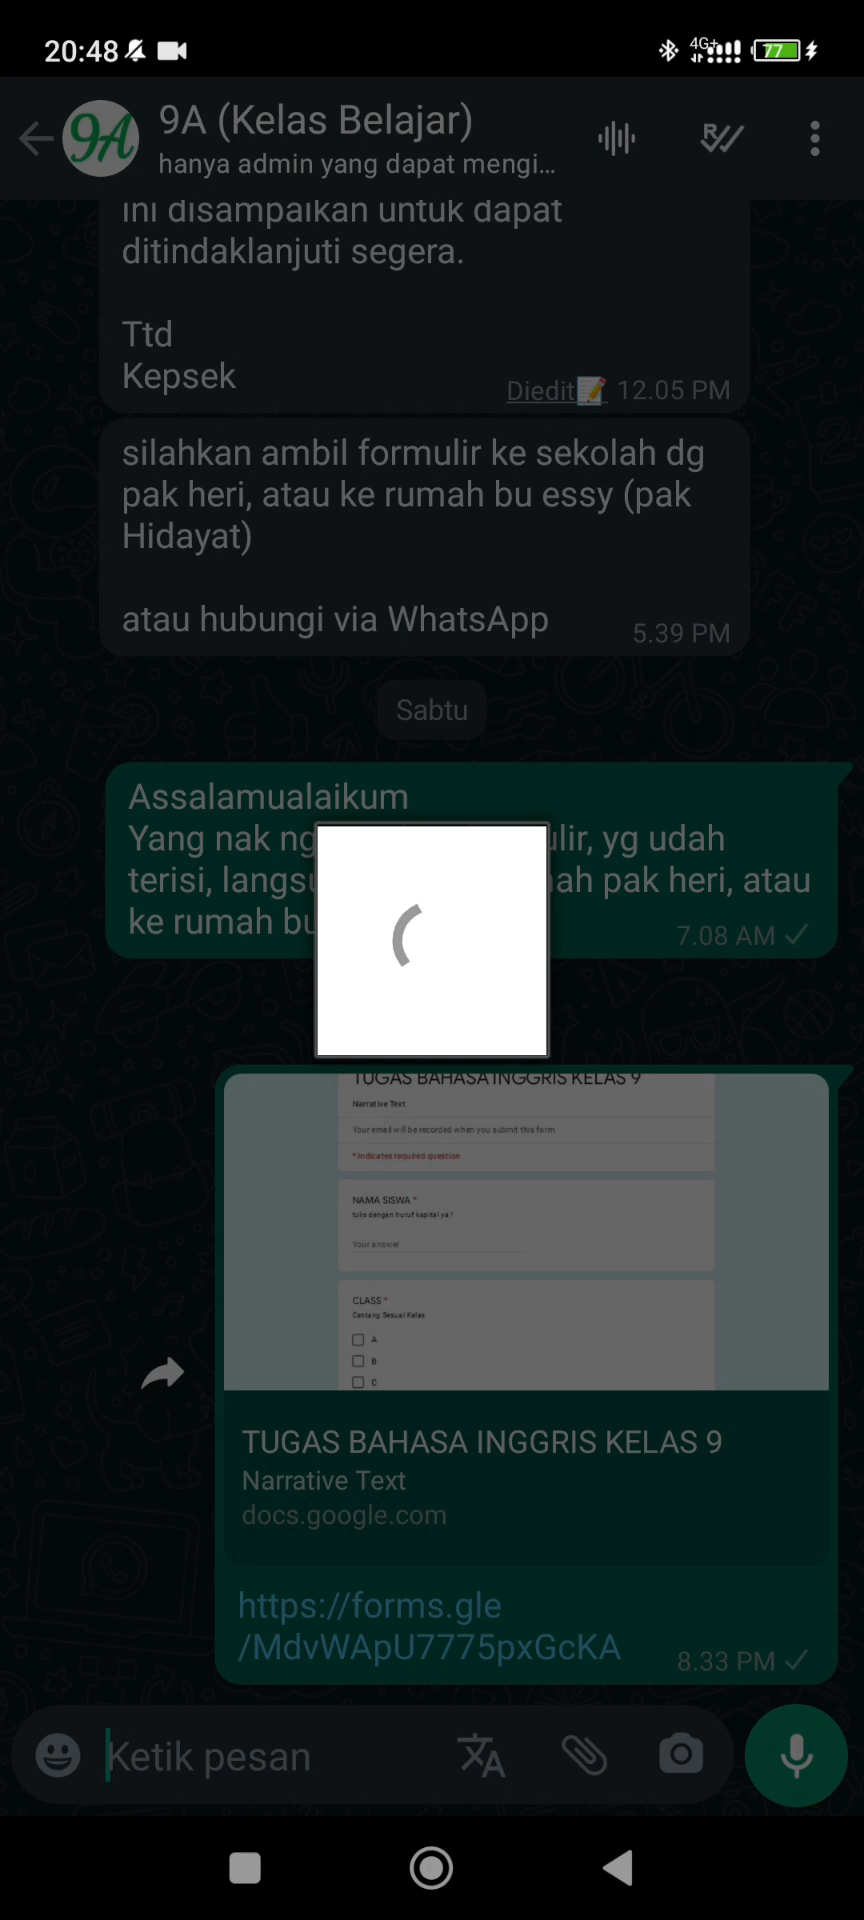 20:48
4G+
77
9A
9A (Kelas Belajar)
hanya admin yang dapat mengi...
ini disampaikan untuk dapat
ditindaklanjuti segera.
Ttd
Kepsek
Diedit📝 12.05 PM
silahkan ambil formulir ke sekolah dg
pak heri, atau ke rumah bu essy (pak
Hidayat)
atau hubungi via WhatsApp
5.39 PM
Sabtu
Assalamualaikum
Yang nak yg udah
terisi, pak heri, atau
ke rumah
7.08 AM
TUGAS BAHASA INGGRIS KELAS 9
Narrative Text
Your email will be recorded when you submit this form
* Indicates required question
NAMA SISWA *
tulis dengan huruf kapital ya !
Your answer
CLASS *
Centang Sesuai Kelas
A
B
C
TUGAS BAHASA INGGRIS KELAS 9
Narrative Text
docs.google.com
https://forms.gle
/MdvWApU7775pxGcKA
8.33 PM
Ketik pesan